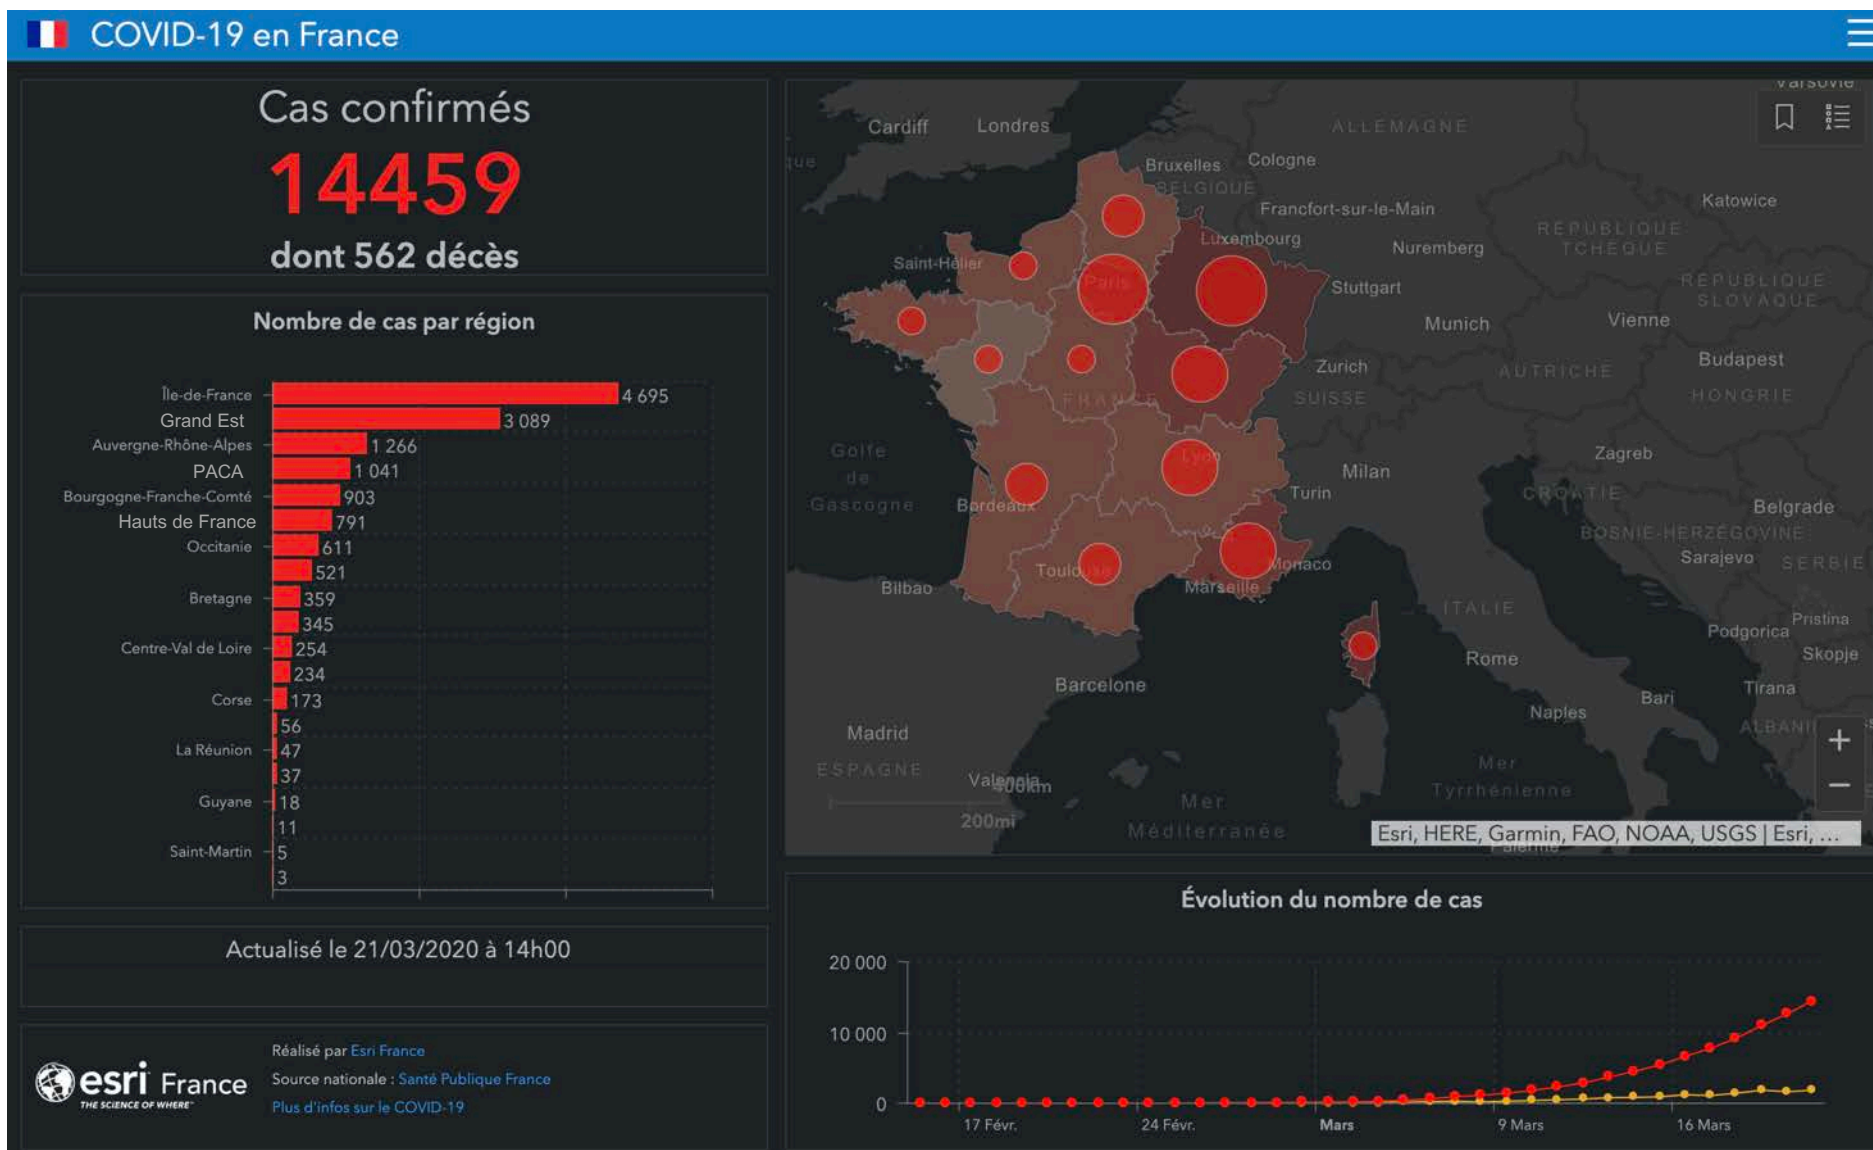 COVID-19 en France
Cas confirmés
14459
dont 562 décès
Nombre de cas par région
Île-de-France 4 695
Grand Est 3 089
Auvergne-Rhône-Alpes 1 266
PACA 1 041
Bourgogne-Franche-Comté 903
Hauts de France 791
Occitanie 611
521
Bretagne 359
345
Centre-Val de Loire 254
234
Corse 173
56
La Réunion 47
37
Guyane 18
11
Saint-Martin 5
3
Actualisé le 21/03/2020 à 14h00
esri France
THE SCIENCE OF WHERE™
Réalisé par Esri France
Source nationale : Santé Publique France
Plus d'infos sur le COVID-19
Varsovie
Cardiff
Londres
ALLEMAGNE
que
Bruxelles
Cologne
BELGIQUE
Katowice
Francfort-sur-le-Main
RÉPUBLIQUE
TCHÈQUE
Luxembourg
Nuremberg
Saint-Hélier
Paris
Stuttgart
RÉPUBLIQUE
SLOVAQUE
Munich
Vienne
Zurich
Budapest
AUTRICHE
FRANCE
SUISSE
HONGRIE
Golfe
de
Gascogne
Lyon
Milan
Zagreb
Turin
CROATIE
Bordeaux
Belgrade
BOSNIE-HERZÉGOVINE
Sarajevo
SERBIE
Toulouse
Monaco
Bilbao
Marseille
ITALIE
Pristina
Podgorica
Skopje
Rome
Barcelone
Tirana
Bari
Naples
Madrid
ALBANI
+
ESPAGNE
Valencia
400km
Mer
Tyrrhénienne
−
200mi
Mer
Méditerranée
Esri, HERE, Garmin, FAO, NOAA, USGS | Esri, ...
Palerme
Évolution du nombre de cas
20 000
10 000
0
17 Févr. 24 Févr. Mars 9 Mars 16 Mars